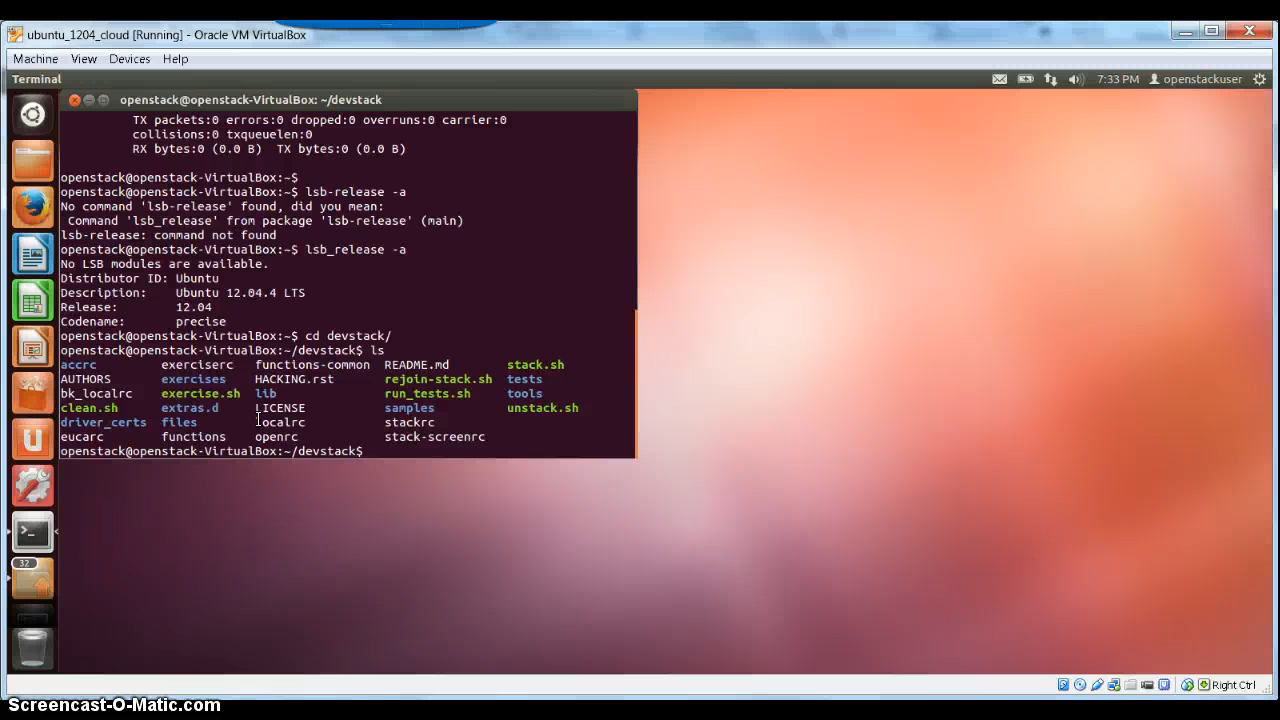 ubuntu_1204_cloud [Running] - Oracle VM VirtualBox
Machine View Devices Help
Terminal 7:33 PM openstackuser
openstack@openstack-VirtualBox: ~/devstack
TX packets:0 errors:0 dropped:0 overruns:0 carrier:0
collisions:0 txqueuelen:0
RX bytes:0 (0.0 B)  TX bytes:0 (0.0 B)
openstack@openstack-VirtualBox:~$
openstack@openstack-VirtualBox:~$ lsb-release -a
No command 'lsb-release' found, did you mean:
Command 'lsb_release' from package 'lsb-release' (main)
lsb-release: command not found
openstack@openstack-VirtualBox:~$ lsb_release -a
No LSB modules are available.
Distributor ID: Ubuntu
Description:    Ubuntu 12.04.4 LTS
Release:        12.04
Codename:       precise
openstack@openstack-VirtualBox:~$ cd devstack/
openstack@openstack-VirtualBox:~/devstack$ ls
accrc exerciserc functions-common README.md stack.sh
AUTHORS exercises HACKING.rst rejoin-stack.sh tests
bk_localrc exercise.sh lib run_tests.sh tools
clean.sh extras.d LICENSE samples unstack.sh
driver_certs files localrc stackrc
eucarc functions openrc stack-screenrc
openstack@openstack-VirtualBox:~/devstack$
32
Right Ctrl
Screencast-O-Matic.com